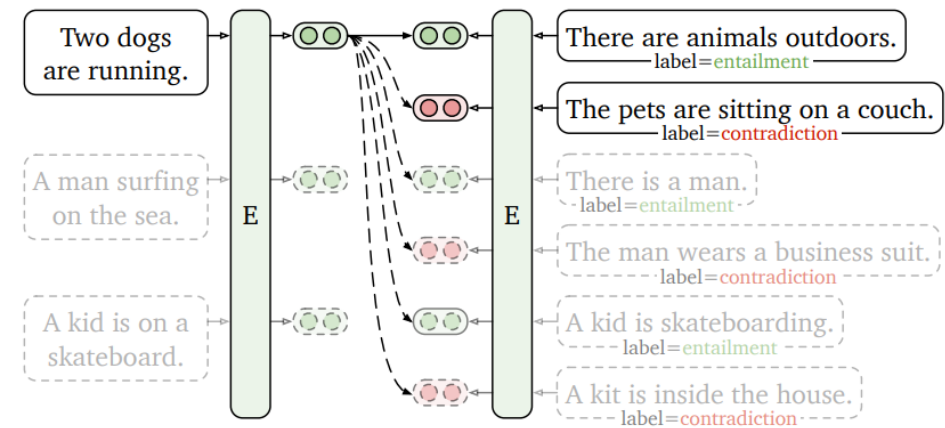 Two dogs
are running.
There are animals outdoors.
label=entailment
The pets are sitting on a couch.
label=contradiction
A man surfing
on the sea.
E
E
There is a man.
label=entailment
The man wears a business suit.
label=contradiction
A kid is on a
skateboard.
A kid is skateboarding.
label=entailment
A kit is inside the house.
label=contradiction